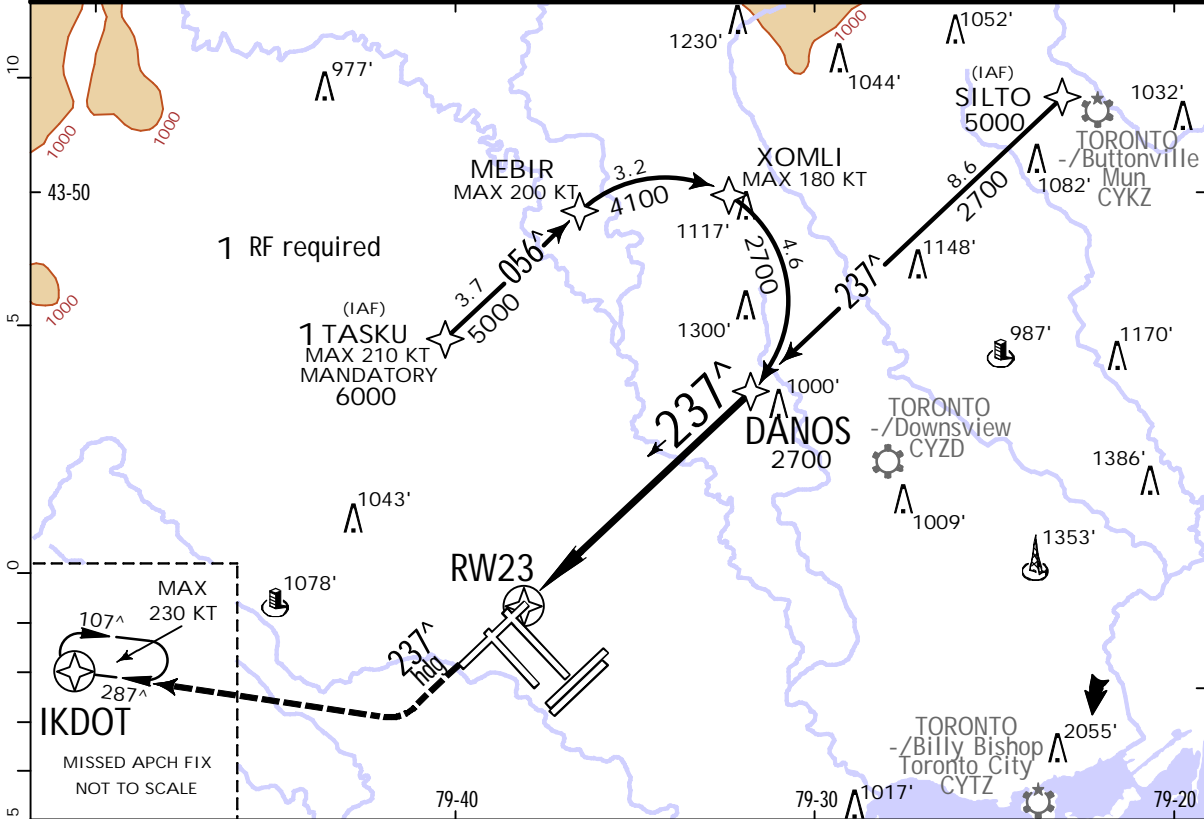 10
977'
1230'
1000
1052'
1044'
(IAF)
SILTO
5000
1032'
1000
1000
TORONTO
-/Buttonville
Mun
CYKZ
43-50
MEBIR
MAX 200 KT
3.2
4100
XOMLI
MAX 180 KT
8.6
2700
1082'
1117'
1 RF required
056^
3.7
5000
2700
4.6
1148'
237^
1000
(IAF)
1 TASKU
MAX 210 KT
MANDATORY
6000
5
1300'
987'
1170'
237^
1000'
DANOS
2700
TORONTO
-/Downsview
CYZD
1386'
1043'
1009'
1353'
0
RW23
1078'
MAX
230 KT
107^
287^
IKDOT
MISSED APCH FIX
NOT TO SCALE
237^
hdg
TORONTO
-/Billy Bishop
Toronto City
CYTZ
2055'
1017'
5
79-40
79-30
79-20